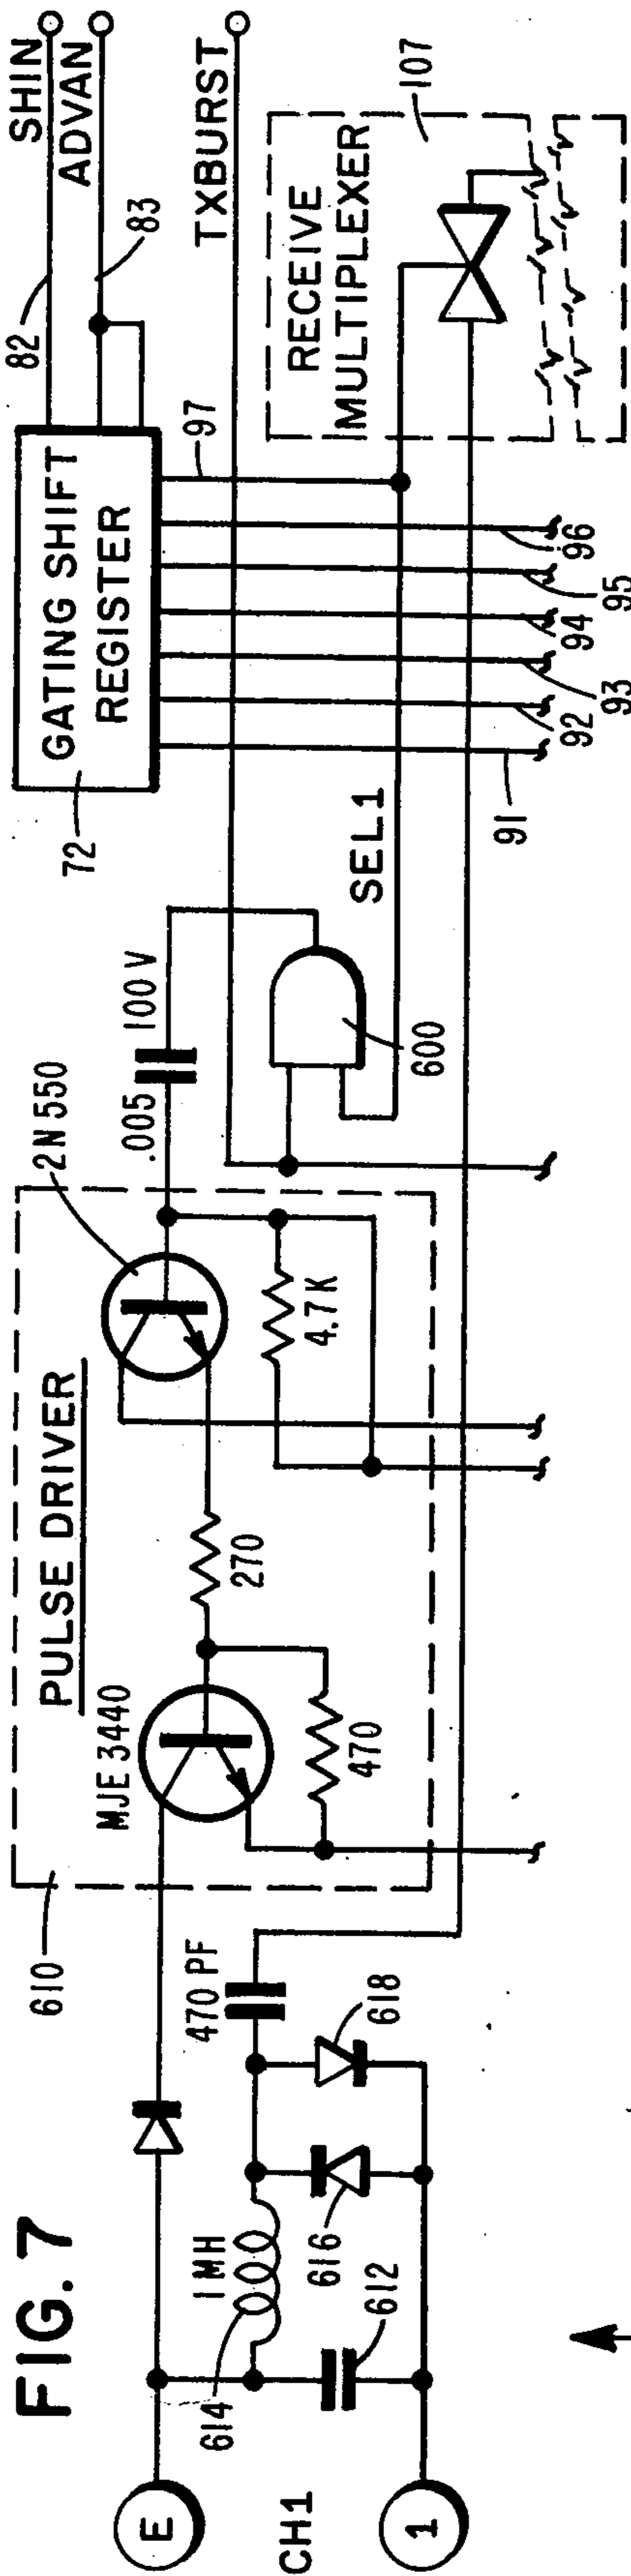 FIG. 7
E
CH1
1
614
1 MH
612
616
618
470 PF
610
PULSE DRIVER
MJE 3440
470
270
2N 550
4.7 K
.005
100 V
600
SEL1
72
GATING SHIFT
REGISTER
91
92
93
94
95
96
97
82
83
SHIN
ADVAN
TXBURST
RECEIVE
MULTIPLEXER
107